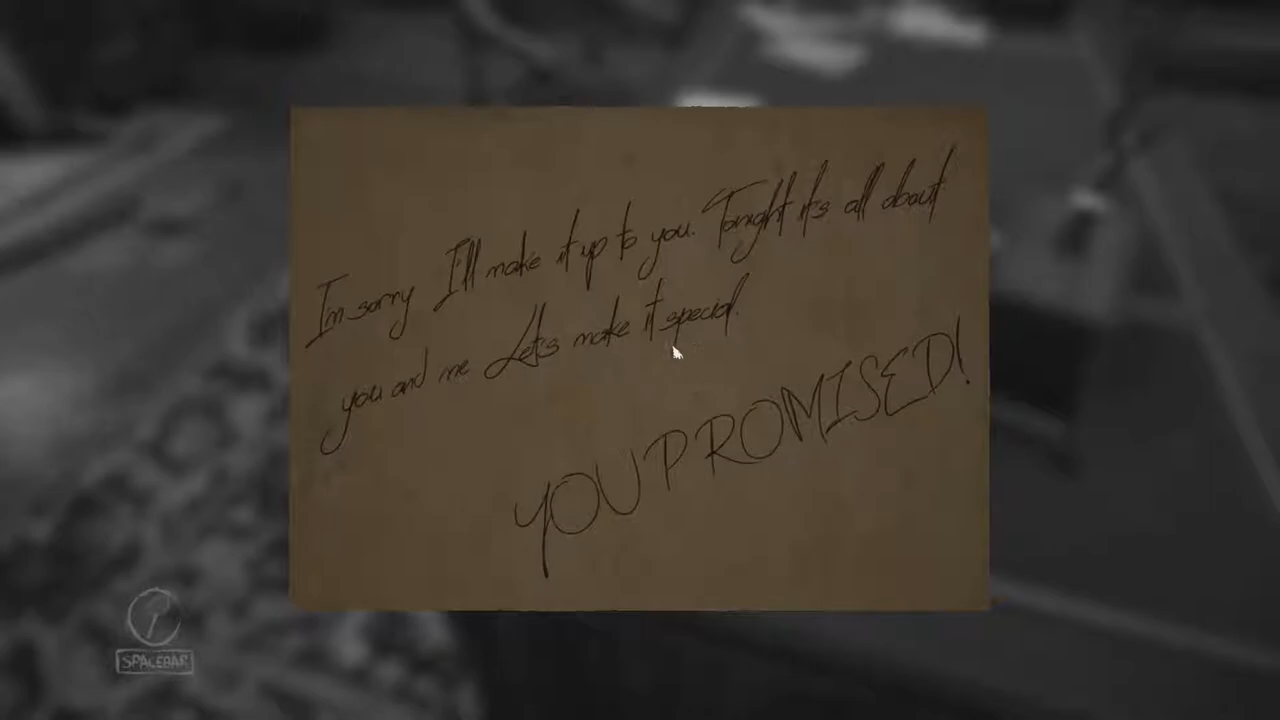 I'm sorry I'll make it up to you. Tonight it's all about
you and me Let's make it special.
YOU PROMISED!
SPACEBAR